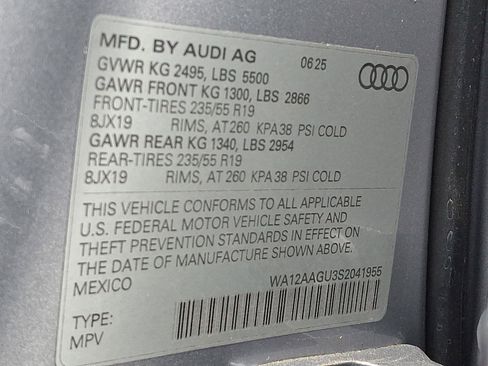 MFD. BY AUDI AG 06.25
GVWR KG 2495, LBS 5500
GAWR FRONT KG 1300, LBS 2866
FRONT-TIRES 235/55 R19
8JX19 RIMS, AT 260 KPA 38 PSI COLD
GAWR REAR KG 1340, LBS 2954
REAR-TIRES 235/55 R19
8JX19 RIMS, AT 260 KPA 38 PSI COLD
THIS VEHICLE CONFORMS TO ALL APPLICABLE
U.S. FEDERAL MOTOR VEHICLE SAFETY AND
THEFT PREVENTION STANDARDS IN EFFECT ON
THE DATE OF MANUFACTURE SHOWN ABOVE.
MEXICO
WA12AAGU3S2041955
TYPE:
MPV